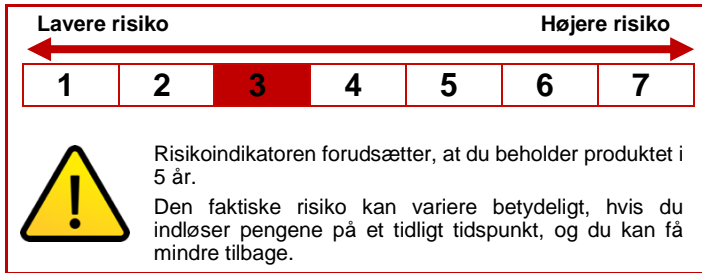 Lavere risiko Højere risiko
1 2 3 4 5 6 7
Risikoindikatoren forudsætter, at du beholder produktet i
5 år.
Den faktiske risiko kan variere betydeligt, hvis du
indløser pengene på et tidligt tidspunkt, og du kan få
mindre tilbage.